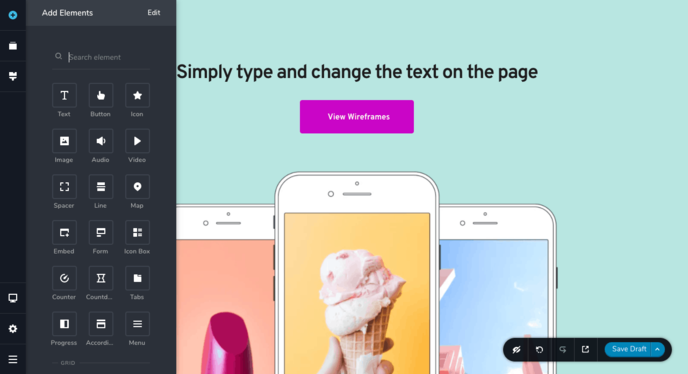 Add Elements
Edit
Search element
Text
Button
Icon
Image
Audio
Video
Spacer
Line
Map
Embed
Form
Icon Box
Counter
Countd...
Tabs
Progress
Accordi...
Menu
GRID
Simply type and change the text on the page
View Wireframes
Save Draft